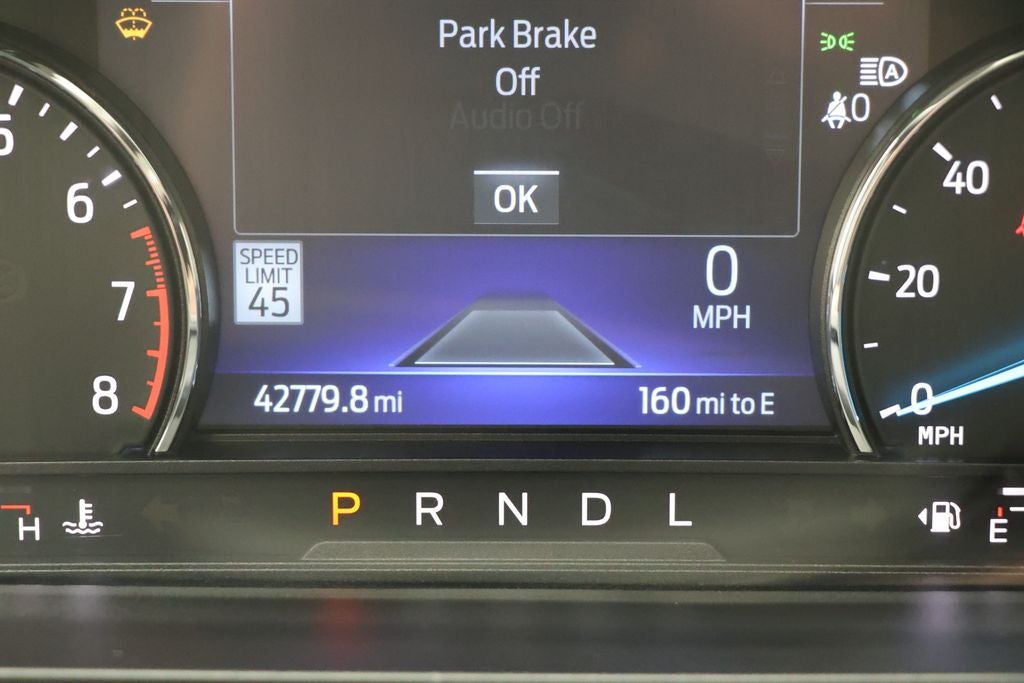 Park Brake
Off
Audio Off
OK
SPEED
LIMIT
45
0
MPH
42779.8 mi
160 mi to E
6
7
8
A
0
40
20
0
MPH
H
P R N D L
E